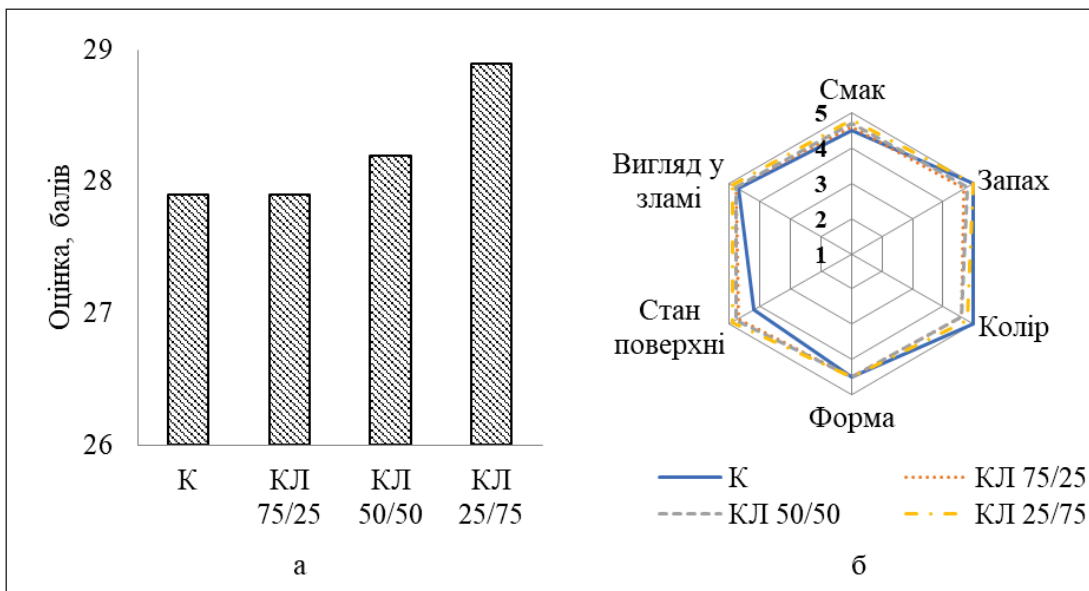 29
28
27
26
Оцінка, балів
К
КЛ
75/25
КЛ
50/50
КЛ
25/75
а
Смак
5
4
3
2
1
Запах
Колір
Форма
Стан
поверхні
Вигляд у
зламі
К
КЛ 75/25
КЛ 50/50
КЛ 25/75
б